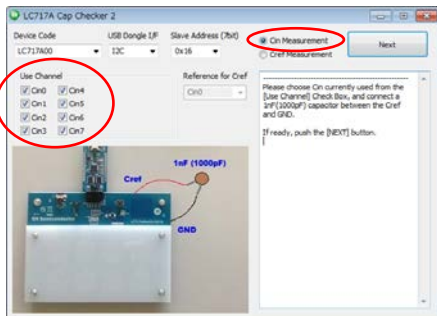 LC717A Cap Checker 2
Device Code
USB Dongle I/F
Slave Address (7bit)
Cin Measurement
Cref Measurement
Next
LC717A00
I2C
0x16
Use Channel
Reference for Cref
Cin0
Cin4
Cin0
Cin1
Cin5
Cin2
Cin6
Cin3
Cin7
Please choose Cin currently used from the
[Use Channel] Check Box, and connect a
1nF(1000pF) capacitor between the Cref
and GND.
If ready, push the [NEXT] button.
1nF (1000pF)
Cref
GND
ON Semiconductor